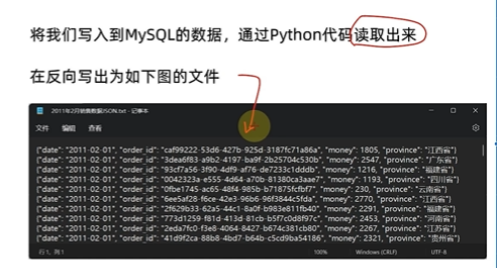 将我们写入到MySQL的数据，通过Python代码读取出来
在反向写出为如下图的文件
2011年2月销售数据JSON.txt - 记事本
文件 编辑 查看
{"date": "2011-02-01", "order_id": "caf99222-53d6-427b-925d-3187fc71a86a", "money": 1805, "province": "江西省"}
{"date": "2011-02-01", "order_id": "3dea6f83-a9b2-4197-ba9f-2b25704c530b", "money": 2547, "province": "广东省"}
{"date": "2011-02-01", "order_id": "93cf7a56-3f90-4df9-af76-de7233c1dddb", "money": 1216, "province": "福建省"}
{"date": "2011-02-01", "order_id": "0042323a-e555-4d64-a70b-81380ca3aae7", "money": 1193, "province": "四川省"}
{"date": "2011-02-01", "order_id": "0fbe1745-ac65-48f4-985b-b71875fcfbf7", "money": 230, "province": "云南省"}
{"date": "2011-02-01", "order_id": "6ee5af28-f6ce-42e3-96b6-96f3844c5fda", "money": 2770, "province": "江西省"}
{"date": "2011-02-01", "order_id": "2f629b33-62a5-44c1-8a0f-b983e811fb40", "money": 2291, "province": "福建省"}
{"date": "2011-02-01", "order_id": "773d1259-f81d-413d-81cb-b5f7c0d8f97c", "money": 2453, "province": "河南省"}
{"date": "2011-02-01", "order_id": "2eda7fc0-f3e8-4064-8427-b674c381cb80", "money": 2267, "province": "江苏省"}
{"date": "2011-02-01", "order_id": "41d9f2ca-88b8-4bd7-b64b-c5cd9ba54186", "money": 2321, "province": "贵州省"}
行 1, 列 1 100% Windows (CRLF) UTF-8